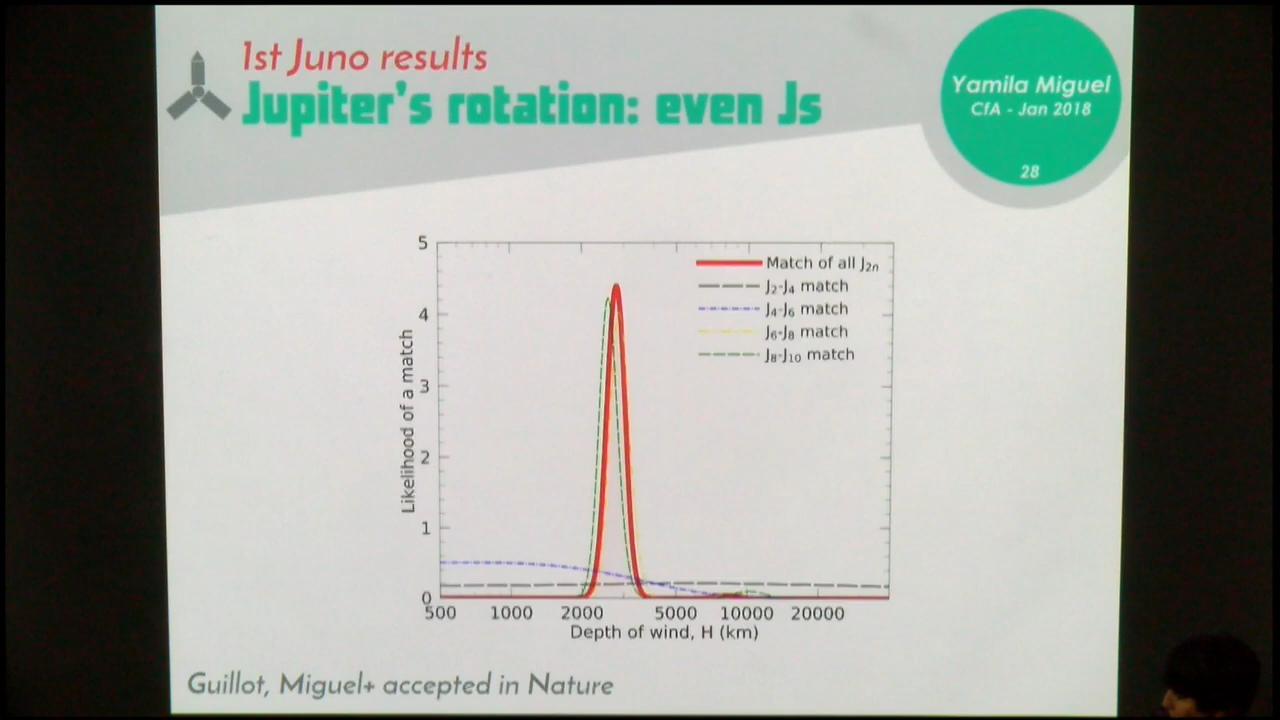 1st Juno results
Jupiter's rotation: even Js
Yamila Miguel
CfA - Jan 2018
28
5
4
3
2
1
0
Likelihood of a match
Match of all J₂ₙ
J₂-J₄ match
J₄-J₆ match
J₆-J₈ match
J₈-J₁₀ match
500 1000 2000 5000 10000 20000
Depth of wind, H (km)
Guillot, Miguel+ accepted in Nature